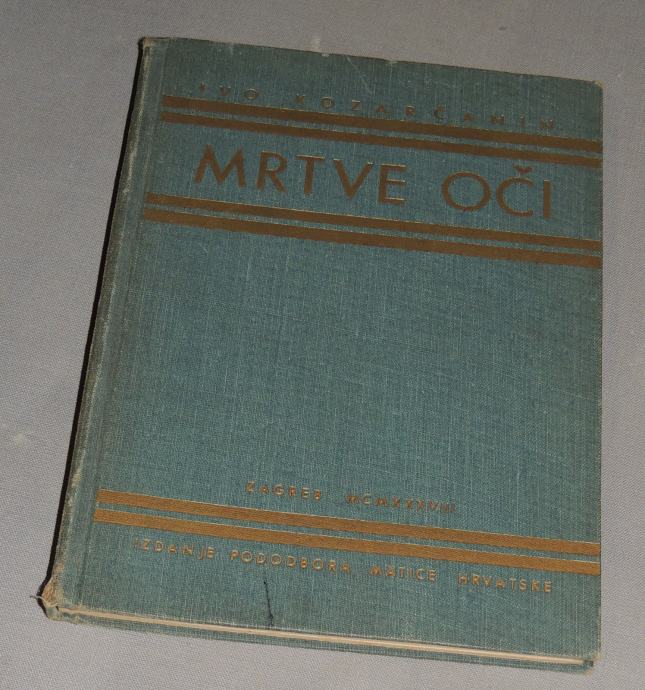 IVO KOZARČANIN
MRTVE OČI
ZAGREB MCMXXXVIII
IZDANJE PODODBORA MATICE HRVATSKE